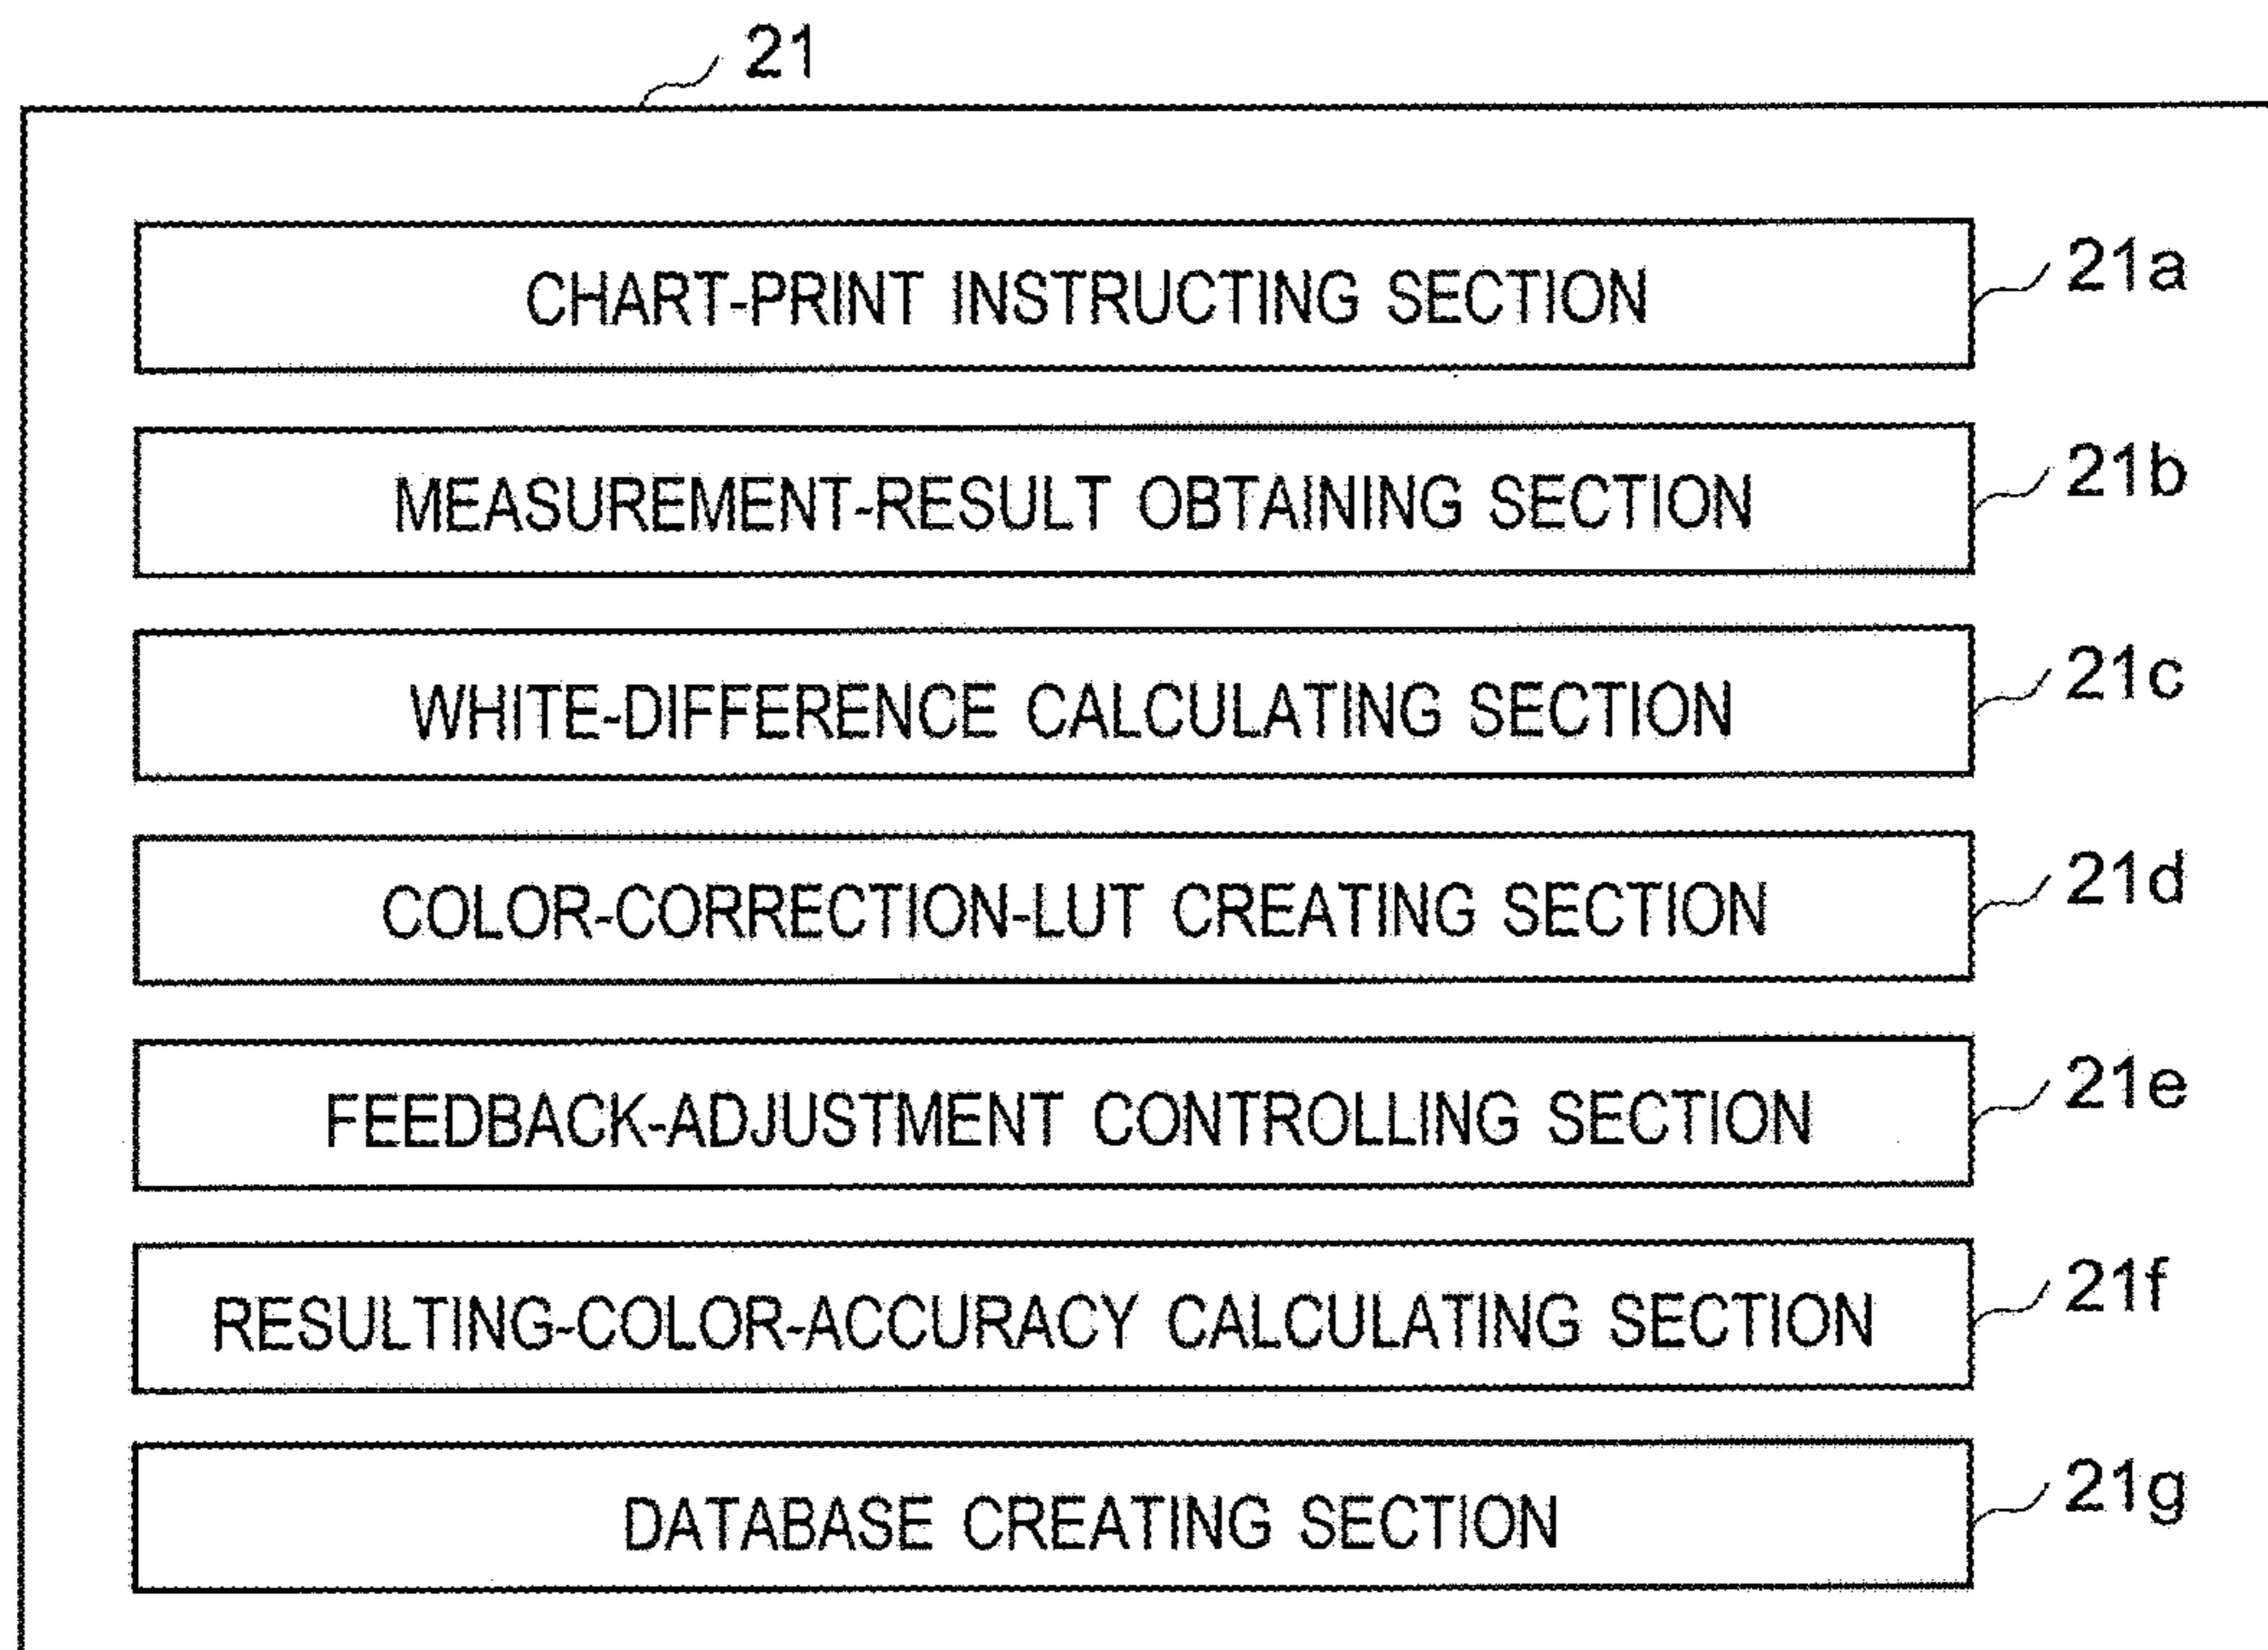 21
CHART-PRINT INSTRUCTING SECTION 21a
MEASUREMENT-RESULT OBTAINING SECTION 21b
WHITE-DIFFERENCE CALCULATING SECTION 21c
COLOR-CORRECTION-LUT CREATING SECTION 21d
FEEDBACK-ADJUSTMENT CONTROLLING SECTION 21e
RESULTING-COLOR-ACCURACY CALCULATING SECTION 21f
DATABASE CREATING SECTION 21g